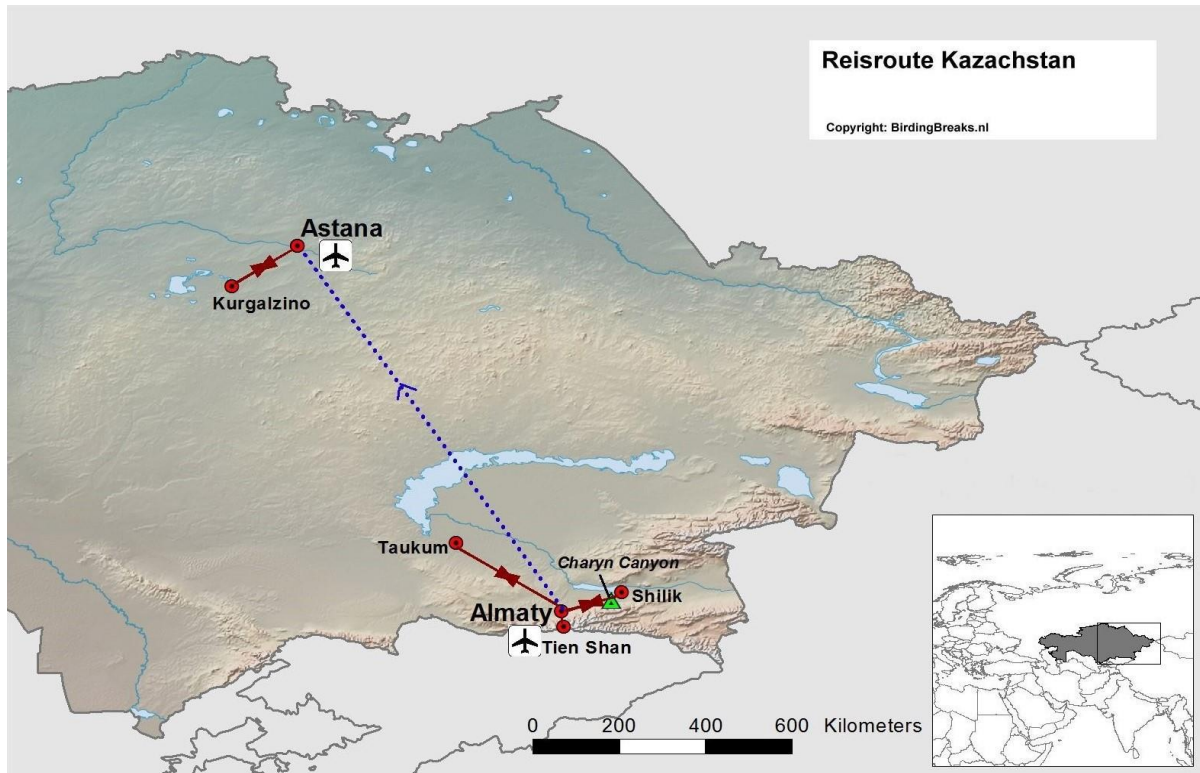 Reisroute Kazachstan
Copyright: BirdingBreaks.nl
Astana
Kurgalzino
Taukum
Charyn Canyon
Shilik
Almaty
Tien Shan
0 200 400 600 Kilometers